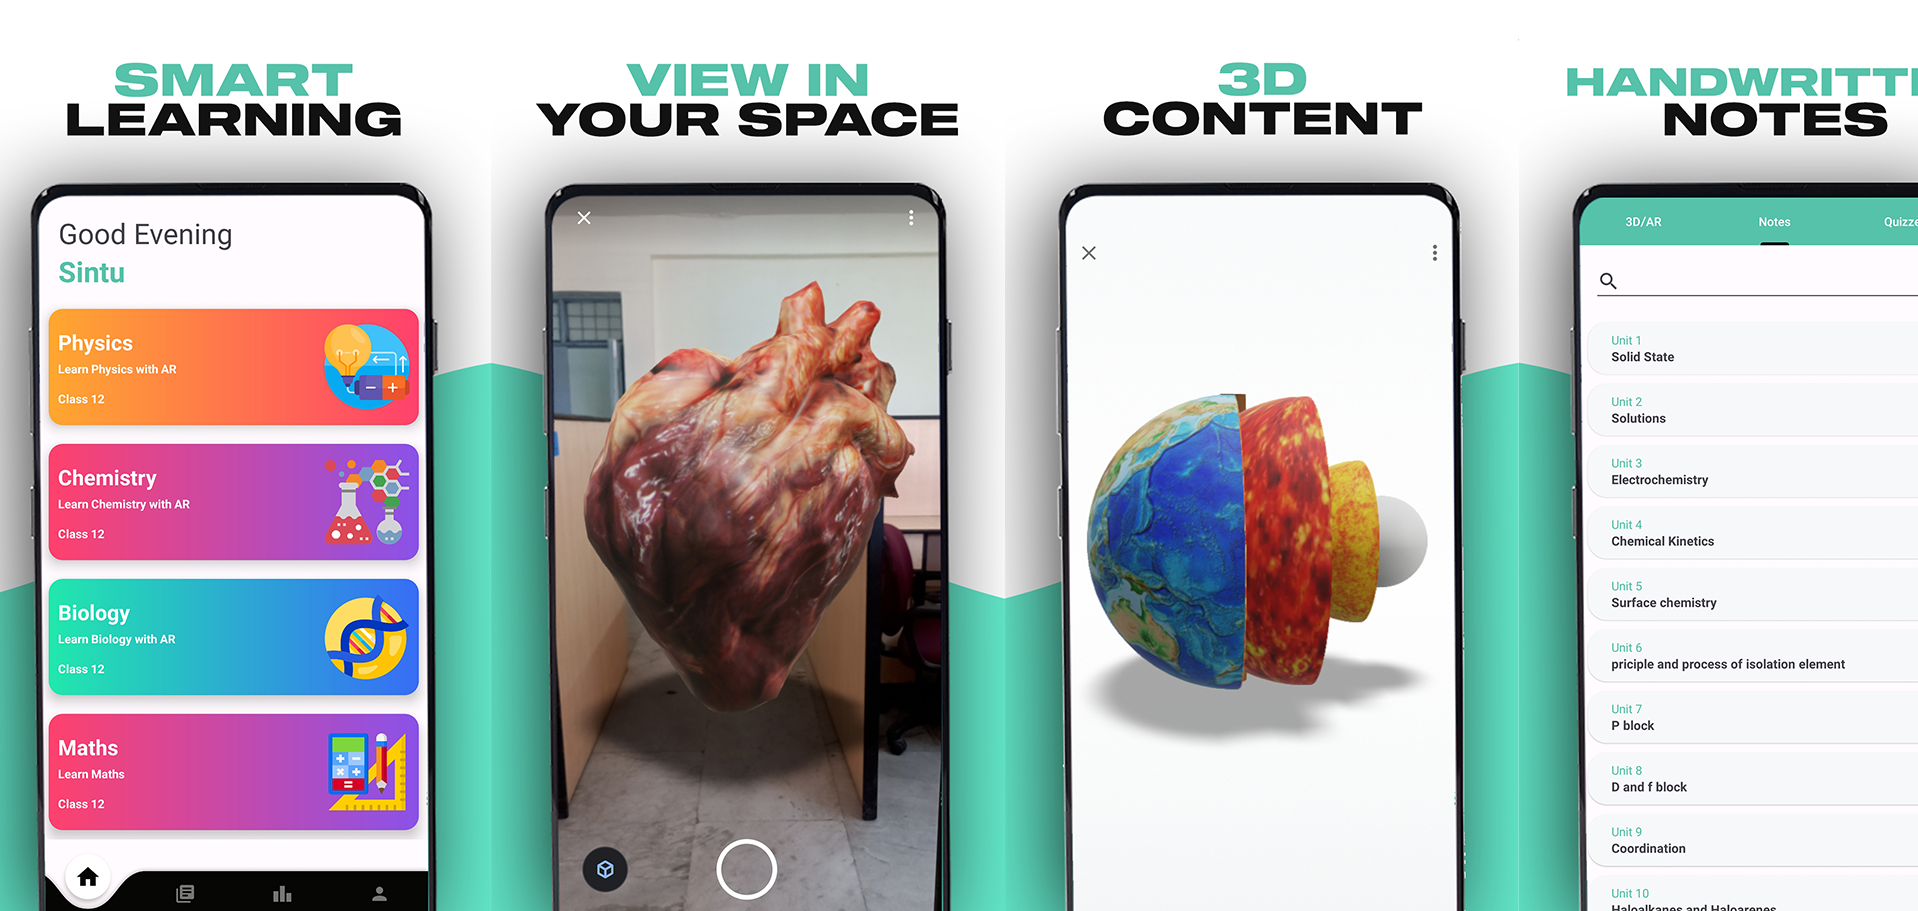 SMART
LEARNING
Good Evening
Sintu
Physics
Learn Physics with AR
Class 12
Chemistry
Learn Chemistry with AR
Class 12
Biology
Learn Biology with AR
Class 12
Maths
Learn Maths
Class 12
VIEW IN
YOUR SPACE
3D
CONTENT
HANDWRITT
NOTES
3D/AR Notes Quizze
Unit 1
Solid State
Unit 2
Solutions
Unit 3
Electrochemistry
Unit 4
Chemical Kinetics
Unit 5
Surface chemistry
Unit 6
priciple and process of isolation element
Unit 7
P block
Unit 8
D and f block
Unit 9
Coordination
Unit 10
Haloalkanes and Haloarenes